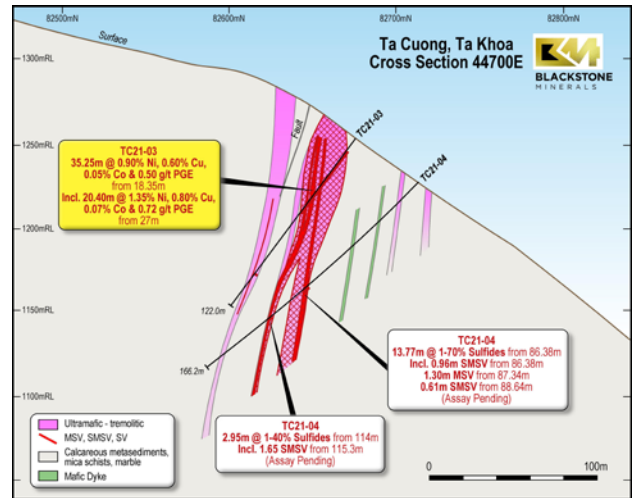 82500mN
82600mN
82700mN
82800mN
Ta Cuong, Ta Khoa
Cross Section 44700E
BLACKSTONE
MINERALS
Surface
1300mRL
1250mRL
1200mRL
1150mRL
1100mRL
Fault
TC21-03
TC21-04
TC21-03
35.25m @ 0.90% Ni, 0.60% Cu,
0.05% Co & 0.50 g/t PGE
from 18.35m
Incl. 20.40m @ 1.35% Ni, 0.80% Cu,
0.07% Co & 0.72 g/t PGE
from 27m
122.0m
166.2m
TC21-04
13.77m @ 1-70% Sulfides from 86.38m
Incl. 0.96m SMSV from 86.38m
1.30m MSV from 87.34m
0.61m SMSV from 88.64m
(Assay Pending)
TC21-04
2.95m @ 1-40% Sulfides from 114m
Incl. 1.65 SMSV from 115.3m
(Assay Pending)
Ultramafic - tremolitic
MSV, SMSV, SV
Calcareous metasediments,
mica schists, marble
Mafic Dyke
0
100m